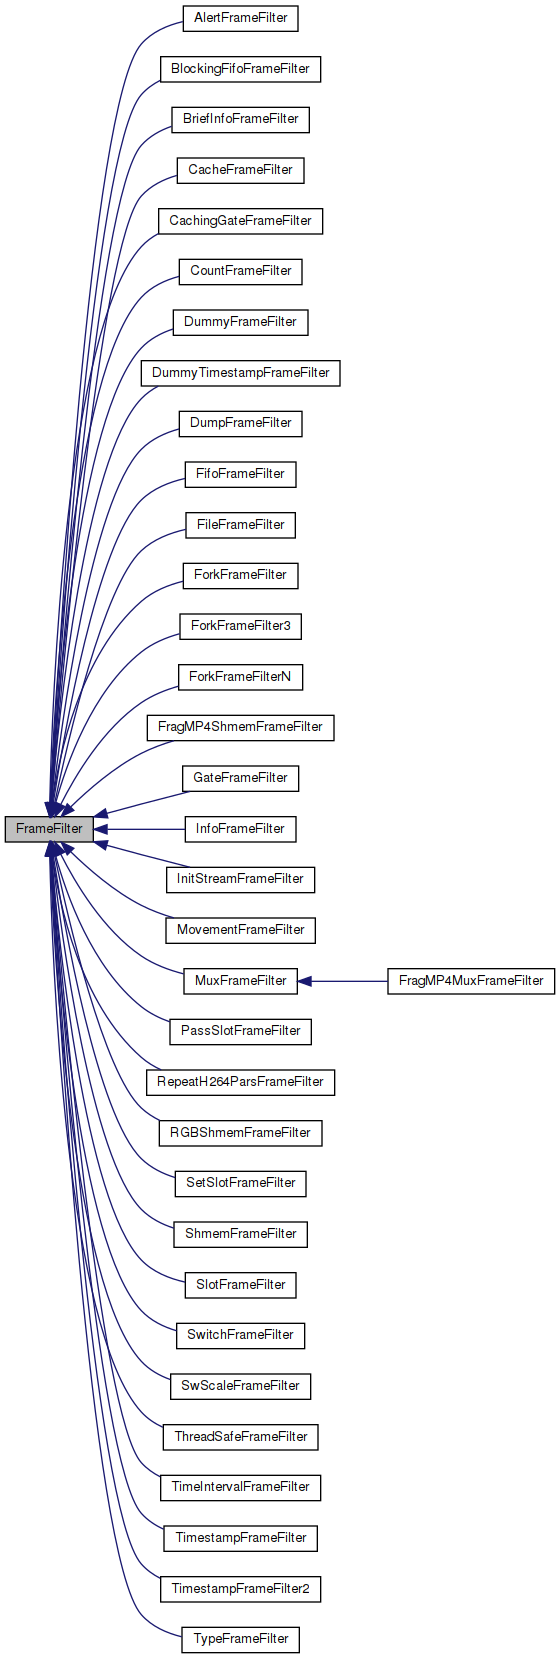 AlertFrameFilter
BlockingFifoFrameFilter
BriefInfoFrameFilter
CacheFrameFilter
CachingGateFrameFilter
CountFrameFilter
DummyFrameFilter
DummyTimestampFrameFilter
DumpFrameFilter
FifoFrameFilter
FileFrameFilter
ForkFrameFilter
ForkFrameFilter3
ForkFrameFilterN
FragMP4ShmemFrameFilter
GateFrameFilter
FrameFilter
InfoFrameFilter
InitStreamFrameFilter
MovementFrameFilter
MuxFrameFilter
FragMP4MuxFrameFilter
PassSlotFrameFilter
RepeatH264ParsFrameFilter
RGBShmemFrameFilter
SetSlotFrameFilter
ShmemFrameFilter
SlotFrameFilter
SwitchFrameFilter
SwScaleFrameFilter
ThreadSafeFrameFilter
TimeIntervalFrameFilter
TimestampFrameFilter
TimestampFrameFilter2
TypeFrameFilter